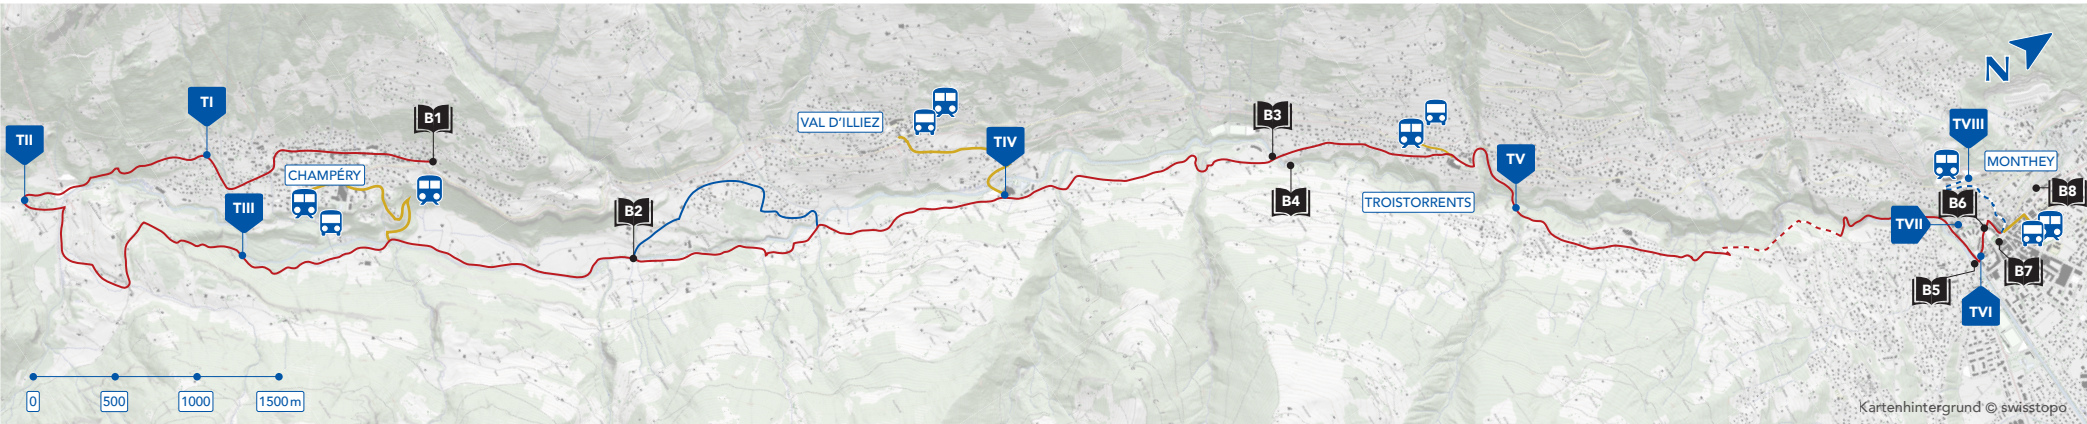 TII
TI
B1
CHAMPÉRY
TIII
B2
VAL D'ILLIEZ
TIV
B3
B4
TROISTORRENTS
TV
N
TVIII
MONTHEY
B8
B6
TVII
B7
B5
TVI
0
500
1000
1500 m
Kartenhintergrund © swisstopo